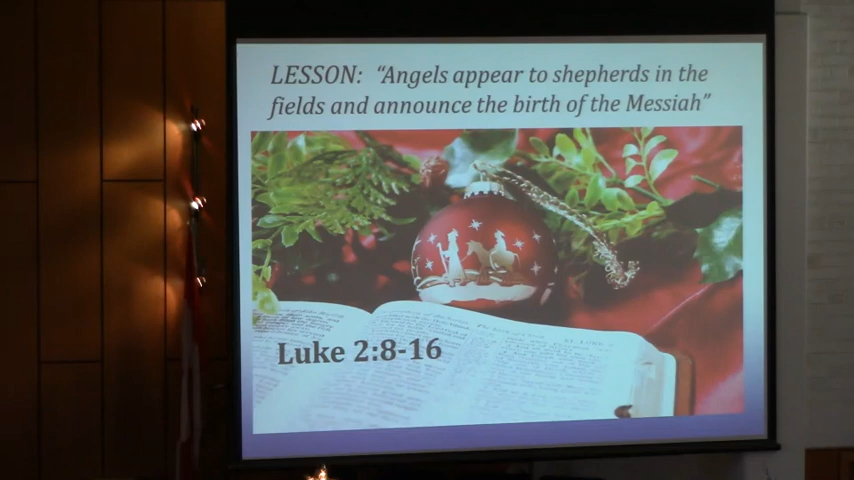 LESSON: “Angels appear to shepherds in the
fields and announce the birth of the Messiah”
Luke 2:8-16